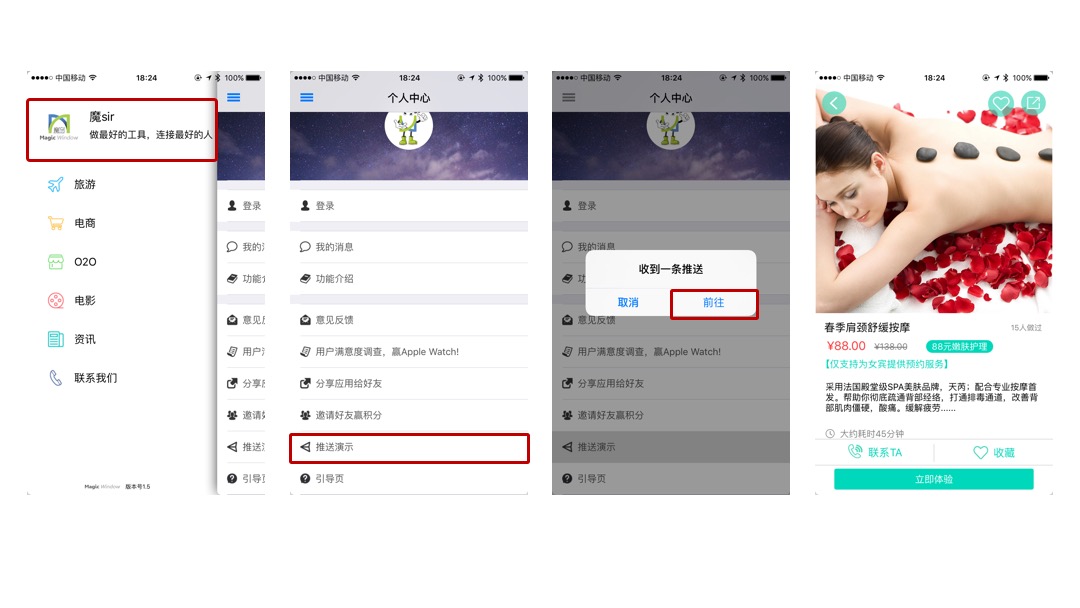 中国移动 18:24 100%
魔sir
Magic Window
做最好的工具，连接最好的人
旅游
电商
O2O
电影
资讯
联系我们
Magic Window 版本号1.5
登录
我的消
功能介
意见反
用户
分享应
邀请好
推送演
引导页
中国移动 18:24 100%
个人中心
登录
我的消息
功能介绍
意见反馈
用户满意度调查，赢Apple Watch!
分享应用给好友
邀请好友赢积分
推送演示
引导页
中国移动 18:24 100%
个人中心
登录
我的消息
收到一条推送
取消 前往
意见反馈
用户满意度调查，赢Apple Watch!
分享应用给好友
邀请好友赢积分
推送演示
引导页
中国移动 18:24 100%
春季肩颈舒缓按摩 15人做过
¥88.00 ¥138.00 88元嫩肤护理
【仅支持为女宾提供预约服务】
采用法国殿堂级SPA美肤品牌，天芮；配合专业按摩首
发。帮助你彻底疏通背部经络，打通排毒通道，改善背
部肌肉僵硬，酸痛。缓解疲劳......
大约耗时45分钟
联系TA 收藏
立即体验